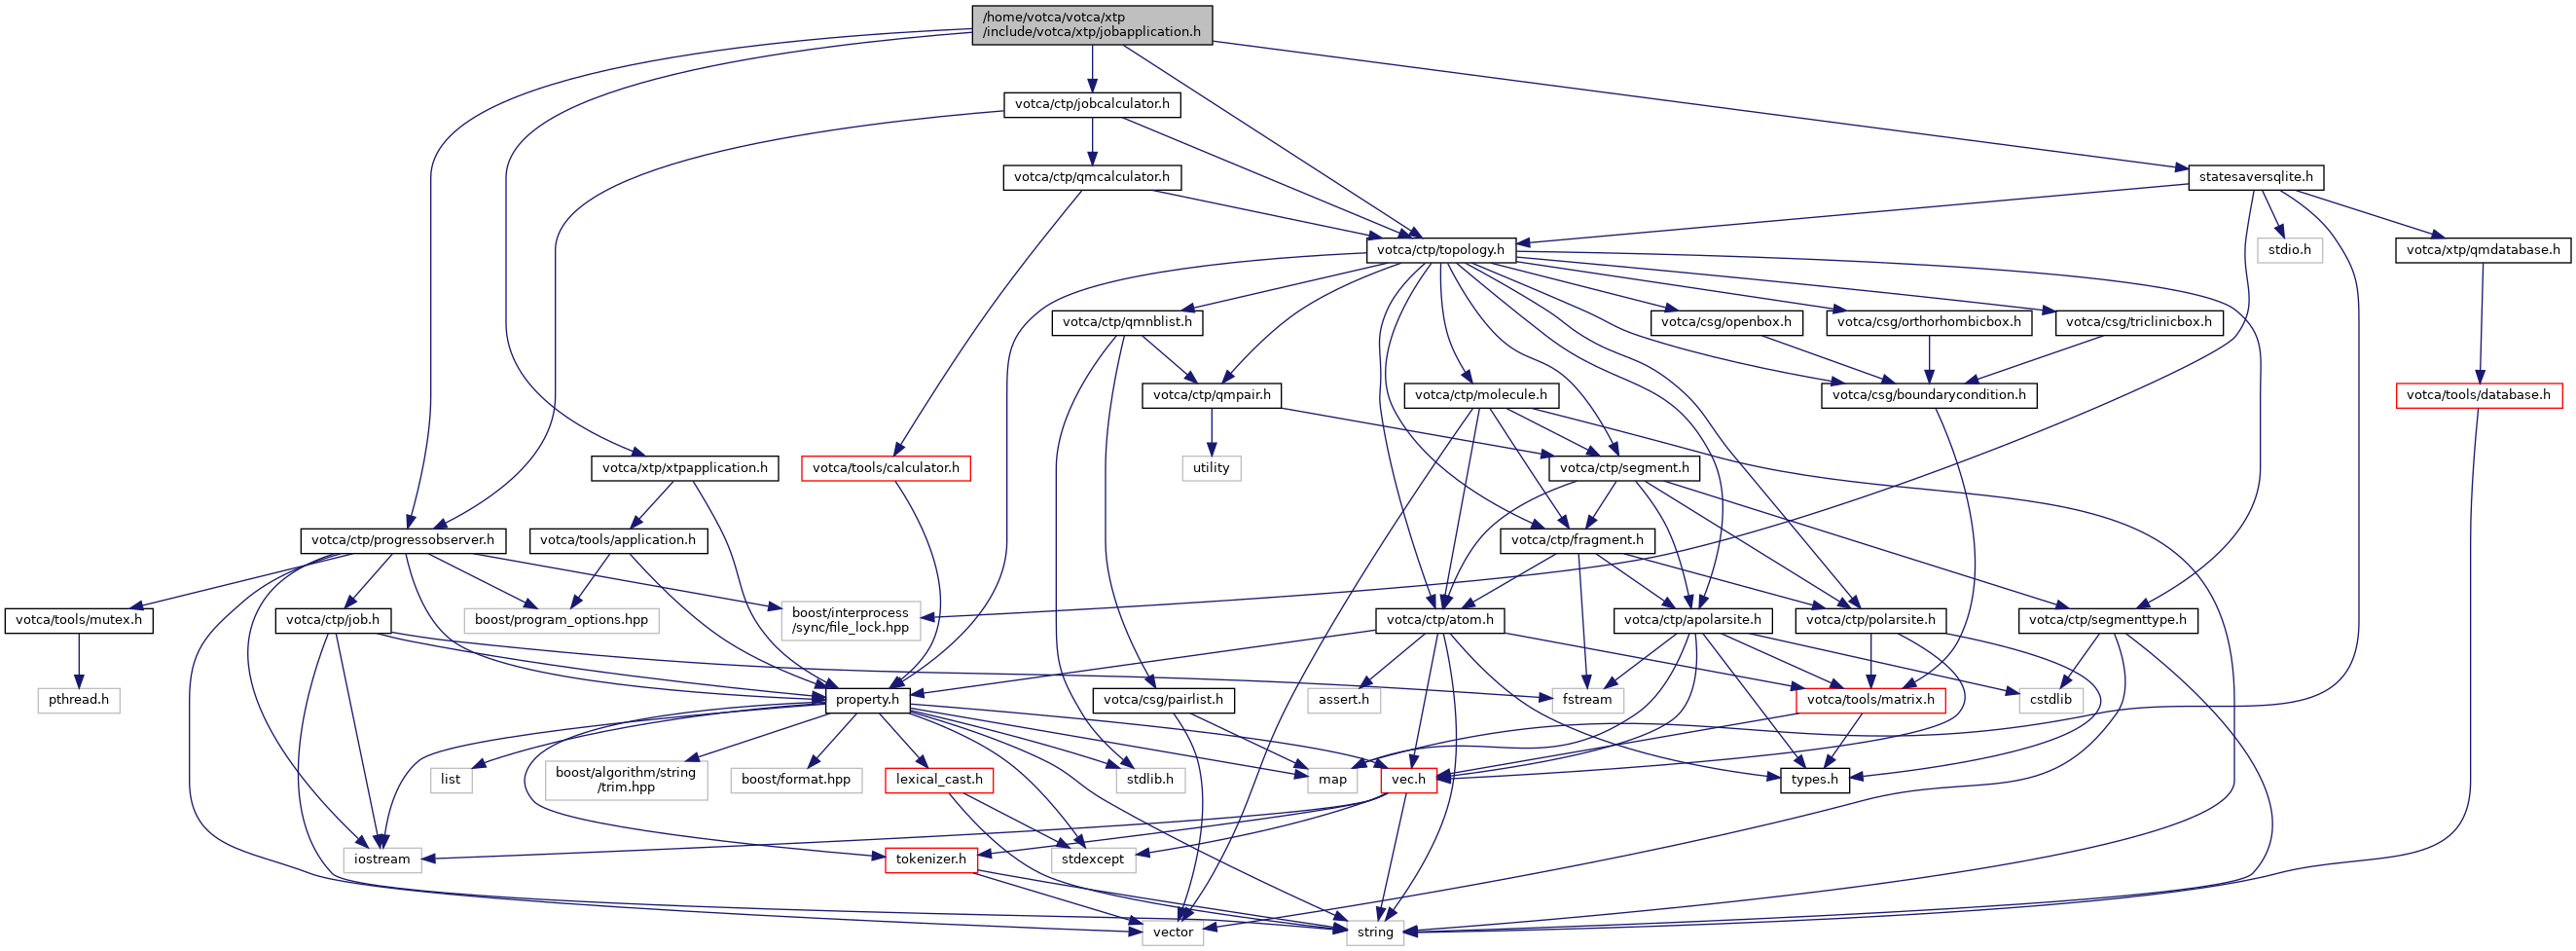 /home/votca/votca/xtp
/include/votca/xtp/jobapplication.h
votca/ctp/jobcalculator.h
votca/ctp/qmcalculator.h
statesaversqlite.h
votca/ctp/topology.h
stdio.h
votca/xtp/qmdatabase.h
votca/ctp/qmnblist.h
votca/csg/openbox.h
votca/csg/orthorhombicbox.h
votca/csg/triclinicbox.h
votca/ctp/qmpair.h
votca/ctp/molecule.h
votca/csg/boundarycondition.h
votca/tools/database.h
votca/xtp/xtpapplication.h
votca/tools/calculator.h
utility
votca/ctp/segment.h
votca/ctp/progressobserver.h
votca/tools/application.h
votca/ctp/fragment.h
votca/tools/mutex.h
votca/ctp/job.h
boost/program_options.hpp
boost/interprocess
/sync/file_lock.hpp
votca/ctp/atom.h
votca/ctp/apolarsite.h
votca/ctp/polarsite.h
votca/ctp/segmenttype.h
pthread.h
property.h
votca/csg/pairlist.h
assert.h
fstream
votca/tools/matrix.h
cstdlib
list
boost/algorithm/string
/trim.hpp
boost/format.hpp
lexical_cast.h
stdlib.h
map
vec.h
types.h
iostream
tokenizer.h
stdexcept
vector
string